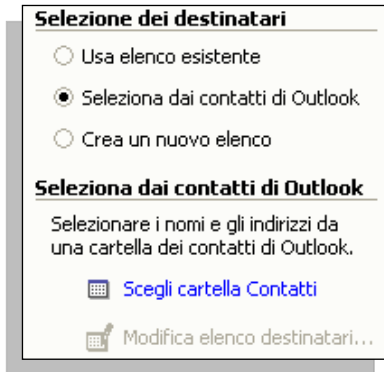 Selezione dei destinatari
Usa elenco esistente
Seleziona dai contatti di Outlook
Crea un nuovo elenco
Seleziona dai contatti di Outlook
Selezionare i nomi e gli indirizzi da
una cartella dei contatti di Outlook.
Scegli cartella Contatti
Modifica elenco destinatari...